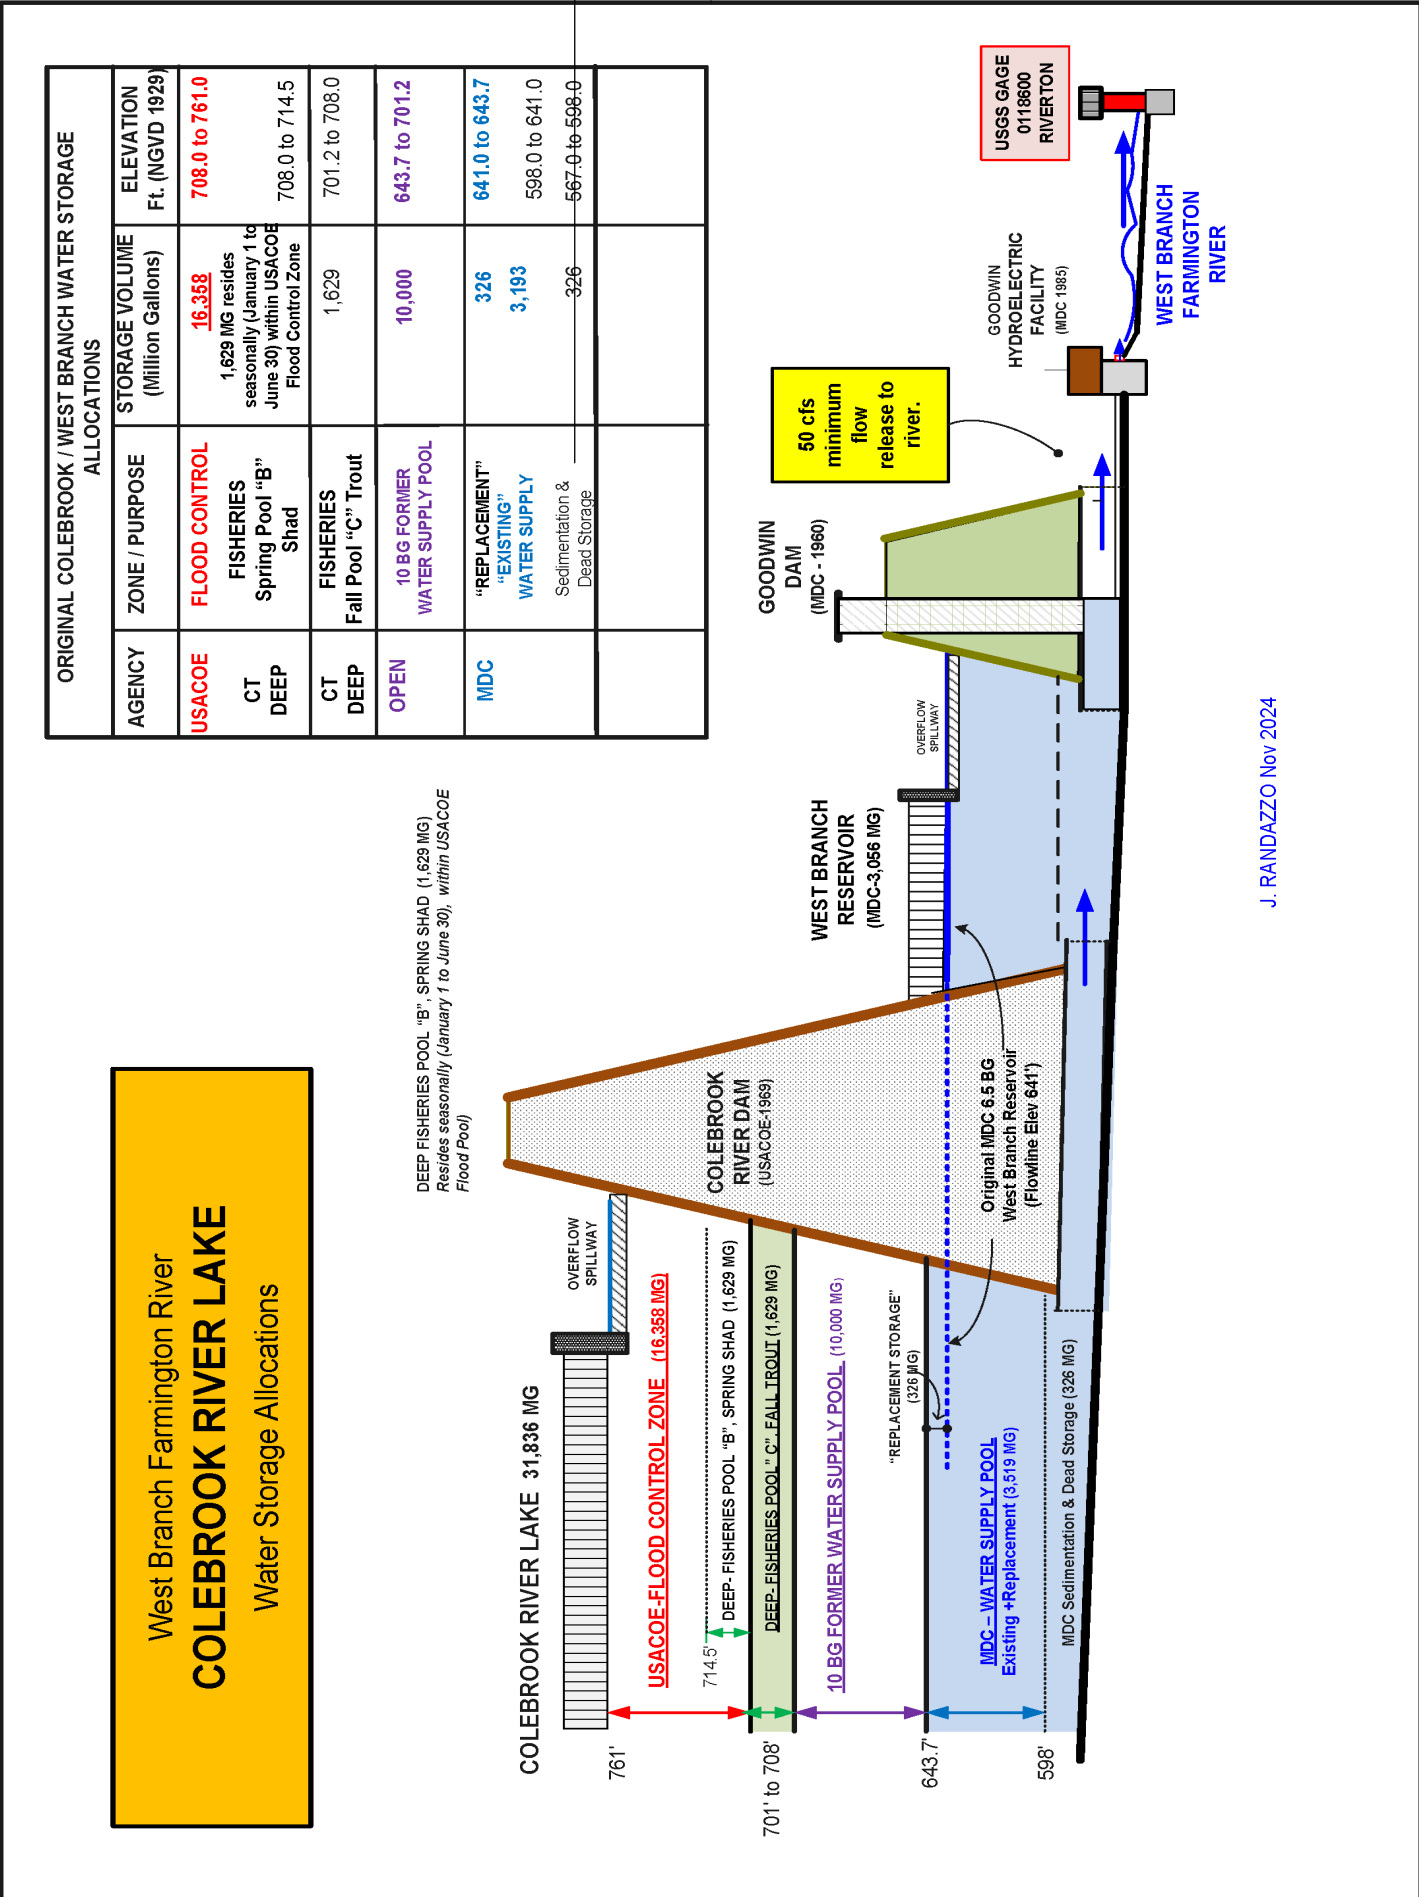 West Branch Farmington River
COLEBROOK RIVER LAKE
Water Storage Allocations
ORIGINAL COLEBROOK / WEST BRANCH WATER STORAGE
ALLOCATIONS
AGENCY ZONE / PURPOSE STORAGE VOLUME
(Million Gallons) ELEVATION
Ft. (NGVD 1929)
USACOE FLOOD CONTROL 16.358 708.0 to 761.0
CT
DEEP
FISHERIES
Spring Pool “B”
Shad
1,629 MG resides
seasonally (January 1 to
June 30) within USACOE
Flood Control Zone
708.0 to 714.5
CT
DEEP
FISHERIES
Fall Pool “C” Trout
1,629
701.2 to 708.0
OPEN
10 BG FORMER
WATER SUPPLY POOL
10,000
643.7 to 701.2
MDC
“REPLACEMENT”
“EXISTING”
WATER SUPPLY
326
3,193
641.0 to 643.7
598.0 to 641.0
Sedimentation &
Dead Storage
326
567.0 to 598.0
DEEP FISHERIES POOL “B”, SPRING SHAD (1,629 MG)
Resides seasonally (January 1 to June 30), within USACOE
Flood Pool)
COLEBROOK RIVER LAKE 31,836 MG
OVERFLOW
SPILLWAY
761'
USACOE-FLOOD CONTROL ZONE (16.358 MG)
714.5'
DEEP- FISHERIES POOL “B”, SPRING SHAD (1,629 MG)
701' to 708'
DEEP- FISHERIES POOL” C”. FALL TROUT (1,629 MG)
10 BG FORMER WATER SUPPLY POOL (10,000 MG)
643.7'
“REPLACEMENT STORAGE”
(326 MG)
MDC – WATER SUPPLY POOL
Existing +Replacement (3,519 MG)
598'
MDC Sedimentation & Dead Storage (326 MG)
COLEBROOK
RIVER DAM
(USACOE-1969)
Original MDC 6.5 BG
West Branch Reservoir
(Flowline Elev 641')
WEST BRANCH
RESERVOIR
(MDC-3,056 MG)
OVERFLOW
SPILLWAY
GOODWIN
DAM
(MDC - 1960)
50 cfs
minimum
flow
release to
river.
GOODWIN
HYDROELECTRIC
FACILITY
(MDC 1985)
USGS GAGE
0118600
RIVERTON
WEST BRANCH
FARMINGTON
RIVER
J. RANDAZZO Nov 2024